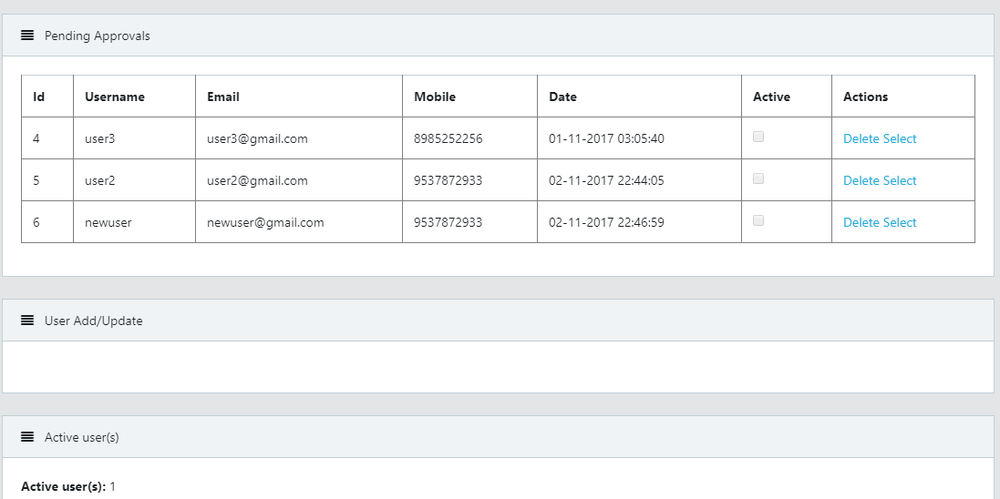 Pending Approvals
Id Username Email Mobile Date Active Actions
4 user3 user3@gmail.com 8985252256 01-11-2017 03:05:40 Delete Select
5 user2 user2@gmail.com 9537872933 02-11-2017 22:44:05 Delete Select
6 newuser newuser@gmail.com 9537872933 02-11-2017 22:46:59 Delete Select
User Add/Update
Active user(s)
Active user(s): 1